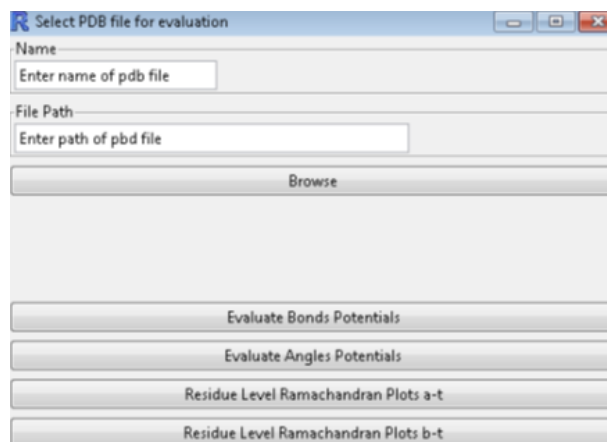 Select PDB file for evaluation
Name
Enter name of pdb file
File Path
Enter path of pbd file
Browse
Evaluate Bonds Potentials
Evaluate Angles Potentials
Residue Level Ramachandran Plots a-t
Residue Level Ramachandran Plots b-t